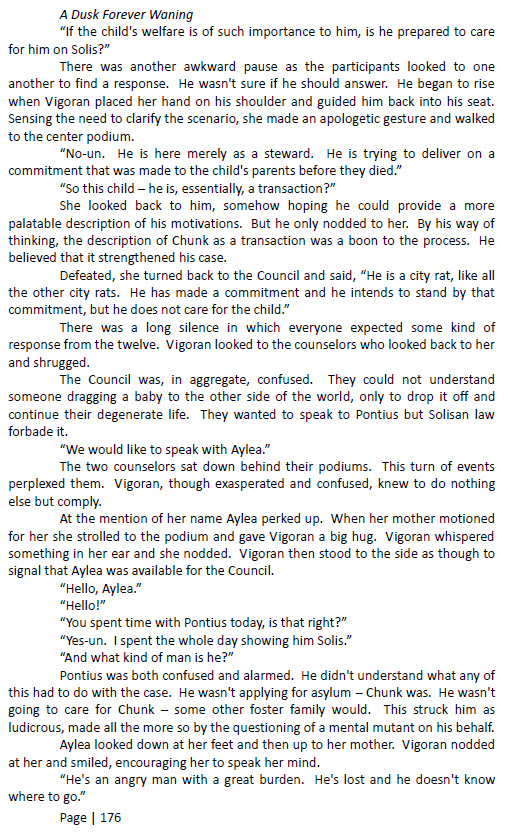 A Dusk Forever Waning
“If the child's welfare is of such importance to him, is he prepared to care
for him on Solis?”
There was another awkward pause as the participants looked to one
another to find a response.  He wasn't sure if he should answer.  He began to rise
when Vigoran placed her hand on his shoulder and guided him back into his seat.
Sensing the need to clarify the scenario, she made an apologetic gesture and walked
to the center podium.
“No-un.  He is here merely as a steward.  He is trying to deliver on a
commitment that was made to the child's parents before they died.”
“So this child – he is, essentially, a transaction?”
She looked back to him, somehow hoping he could provide a more
palatable description of his motivations.  But he only nodded to her.  By his way of
thinking, the description of Chunk as a transaction was a boon to the process.  He
believed that it strengthened his case.
Defeated, she turned back to the Council and said, “He is a city rat, like all
the other city rats.  He has made a commitment and he intends to stand by that
commitment, but he does not care for the child.”
There was a long silence in which everyone expected some kind of
response from the twelve.  Vigoran looked to the counselors who looked back to her
and shrugged.
The Council was, in aggregate, confused.  They could not understand
someone dragging a baby to the other side of the world, only to drop it off and
continue their degenerate life.  They wanted to speak to Pontius but Solisan law
forbade it.
“We would like to speak with Aylea.”
The two counselors sat down behind their podiums.  This turn of events
perplexed them.  Vigoran, though exasperated and confused, knew to do nothing
else but comply.
At the mention of her name Aylea perked up.  When her mother motioned
for her she strolled to the podium and gave Vigoran a big hug.  Vigoran whispered
something in her ear and she nodded.  Vigoran then stood to the side as though to
signal that Aylea was available for the Council.
“Hello, Aylea.”
“Hello!”
“You spent time with Pontius today, is that right?”
“Yes-un.  I spent the whole day showing him Solis.”
“And what kind of man is he?”
Pontius was both confused and alarmed.  He didn't understand what any of
this had to do with the case.  He wasn't applying for asylum – Chunk was.  He wasn't
going to care for Chunk – some other foster family would.  This struck him as
ludicrous, made all the more so by the questioning of a mental mutant on his behalf.
Aylea looked down at her feet and then up to her mother.  Vigoran nodded
at her and smiled, encouraging her to speak her mind.
“He's an angry man with a great burden.  He's lost and he doesn't know
where to go.”
Page | 176